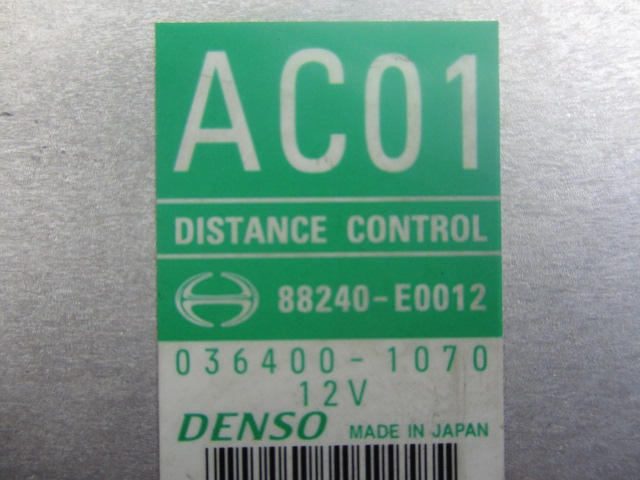 AC01
DISTANCE CONTROL
88240-E0012
036400-1070
12V
DENSO MADE IN JAPAN